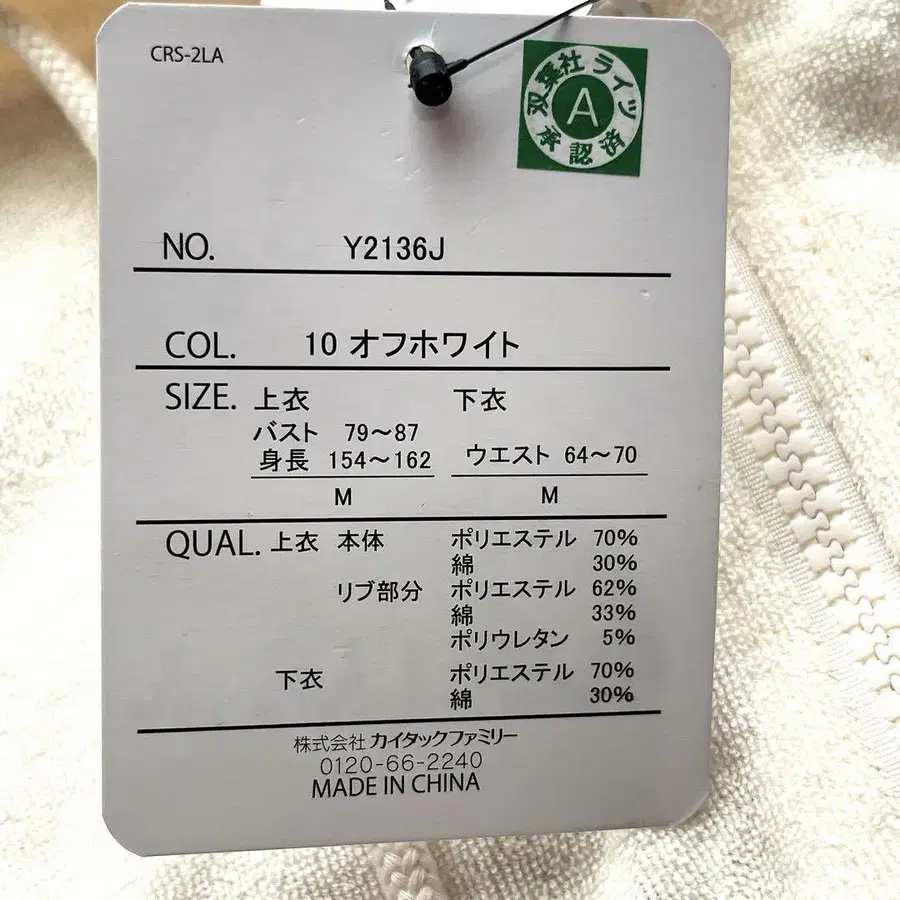 CRS-2LA
双葉社ライツ
A
承認済
NO. Y2136J
COL. 10 オフホワイト
SIZE. 上衣 下衣
バスト 79～87
身長 154～162 ウエスト 64～70
M M
QUAL. 上衣 本体 ポリエステル 70%
綿 30%
リブ部分 ポリエステル 62%
綿 33%
ポリウレタン 5%
下衣 ポリエステル 70%
綿 30%
株式会社 カイタックファミリー
0120-66-2240
MADE IN CHINA